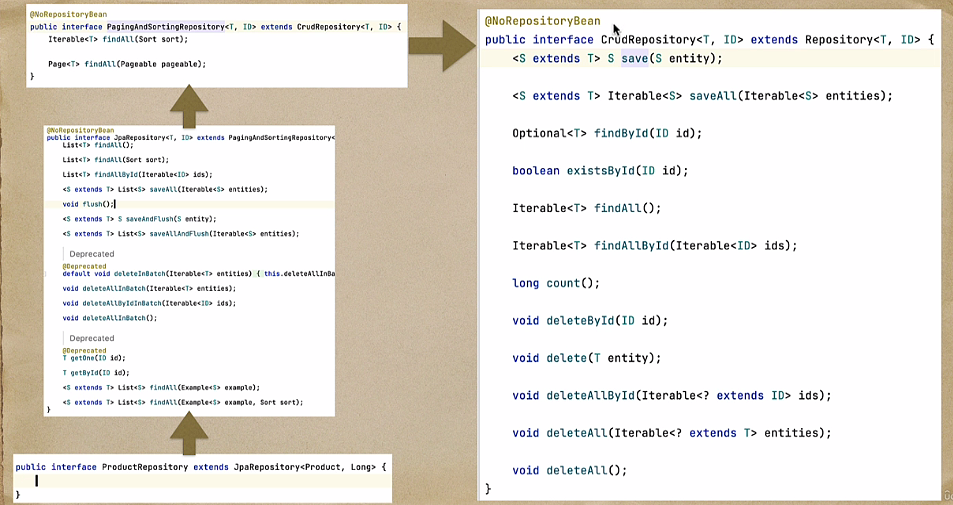 @NoRepositoryBean
public interface PagingAndSortingRepository<T, ID> extends CrudRepository<T, ID> {
Iterable<T> findAll(Sort sort);
Page<T> findAll(Pageable pageable);
}
@NoRepositoryBean
public interface JpaRepository<T, ID> extends PagingAndSortingRepository<
List<T> findAll();
List<T> findAll(Sort sort);
List<T> findAllById(Iterable<ID> ids);
<S extends T> List<S> saveAll(Iterable<S> entities);
void flush();
<S extends T> S saveAndFlush(S entity);
<S extends T> List<S> saveAllAndFlush(Iterable<S> entities);
Deprecated
@Deprecated
default void deleteInBatch(Iterable<T> entities) { this.deleteAllInBa
void deleteAllInBatch(Iterable<T> entities);
void deleteAllByIdInBatch(Iterable<ID> ids);
void deleteAllInBatch();
Deprecated
@Deprecated
T getOne(ID id);
T getById(ID id);
<S extends T> List<S> findAll(Example<S> example);
<S extends T> List<S> findAll(Example<S> example, Sort sort);
}
public interface ProductRepository extends JpaRepository<Product, Long> {
}
@NoRepositoryBean
public interface CrudRepository<T, ID> extends Repository<T, ID> {
<S extends T> S save(S entity);
<S extends T> Iterable<S> saveAll(Iterable<S> entities);
Optional<T> findById(ID id);
boolean existsById(ID id);
Iterable<T> findAll();
Iterable<T> findAllById(Iterable<ID> ids);
long count();
void deleteById(ID id);
void delete(T entity);
void deleteAllById(Iterable<? extends ID> ids);
void deleteAll(Iterable<? extends T> entities);
void deleteAll();
}